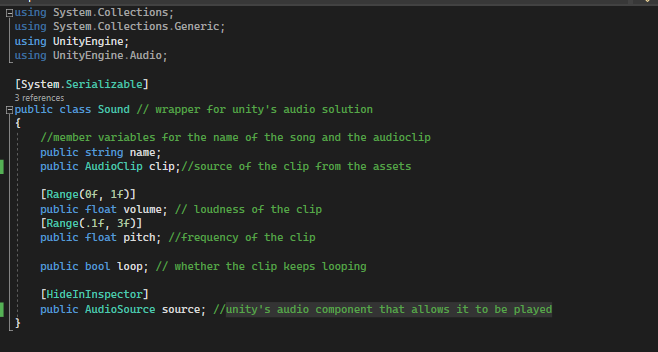 using System.Collections;
using System.Collections.Generic;
using UnityEngine;
using UnityEngine.Audio;
[System.Serializable]
3 references
public class Sound // wrapper for unity's audio solution
{
//member variables for the name of the song and the audioclip
public string name;
public AudioClip clip;//source of the clip from the assets
[Range(0f, 1f)]
public float volume; // loudness of the clip
[Range(.1f, 3f)]
public float pitch; //frequency of the clip
public bool loop; // whether the clip keeps looping
[HideInInspector]
public AudioSource source; //unity's audio component that allows it to be played
}